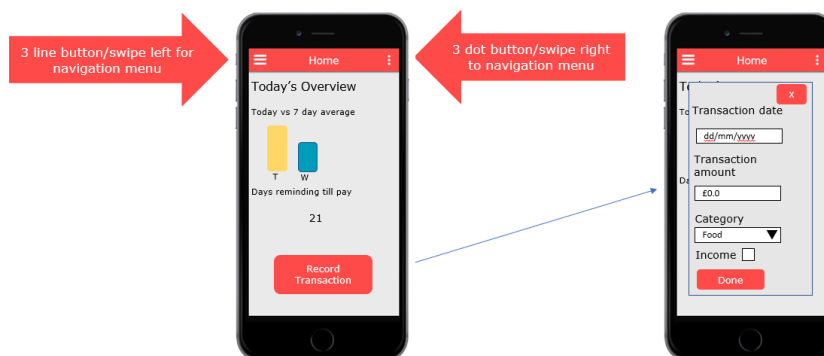 3 line button/swipe left for
navigation menu
Home
Today's Overview
Today vs 7 day average
T
W
Days reminding till pay
21
Record
Transaction
3 dot button/swipe right
to navigation menu
Home
X
Transaction date
dd/mm/yyyy
Transaction
amount
£0.0
Category
Food
Income
Done